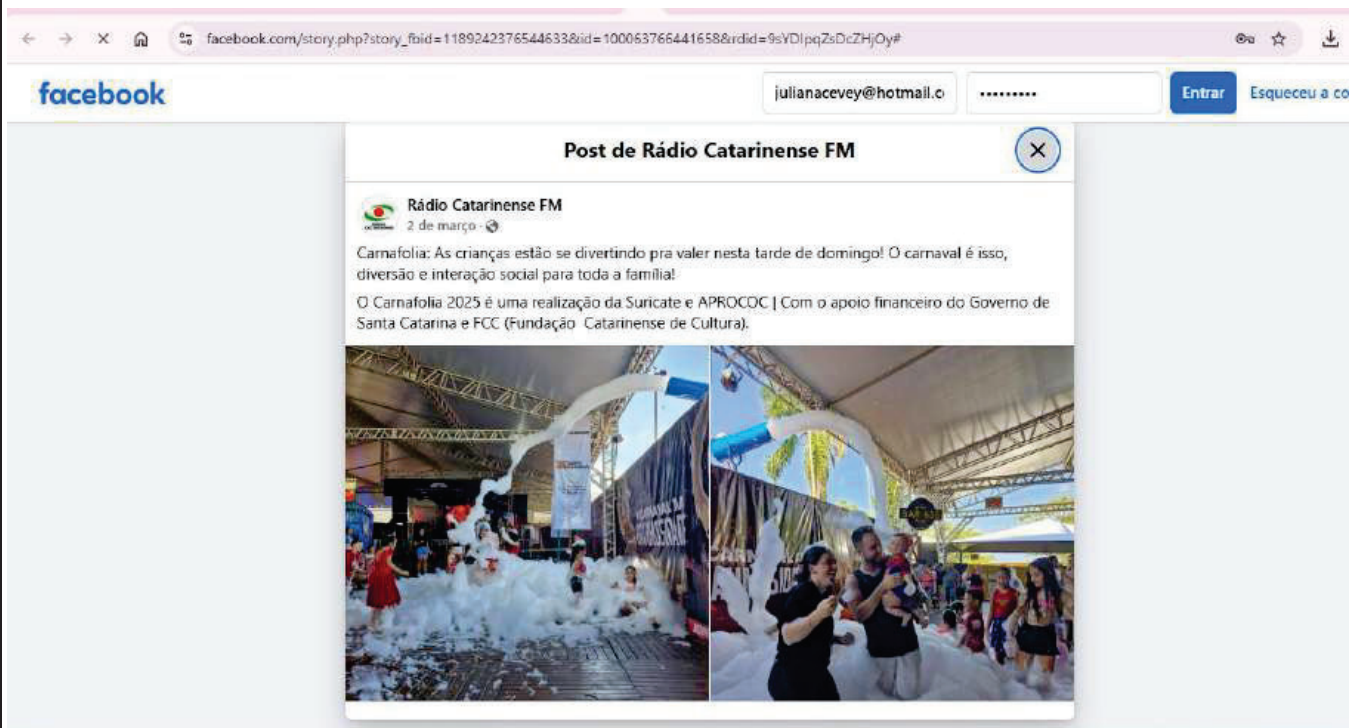 facebook.com/story.php?story_fbid=1189242376544633&id=100063766441658&rdid=9sYDlpqZsDcZHjOy#
facebook
julianacevey@hotmail.c
Entrar
Esqueceu a co
Post de Rádio Catarinense FM
Rádio Catarinense FM
2 de março ·
Carnafolia: As crianças estão se divertindo pra valer nesta tarde de domingo! O carnaval é isso,
diversão e interação social para toda a família!
O Carnafolia 2025 é uma realização da Suricate e APROCOC | Com o apoio financeiro do Governo de
Santa Catarina e FCC (Fundação Catarinense de Cultura).